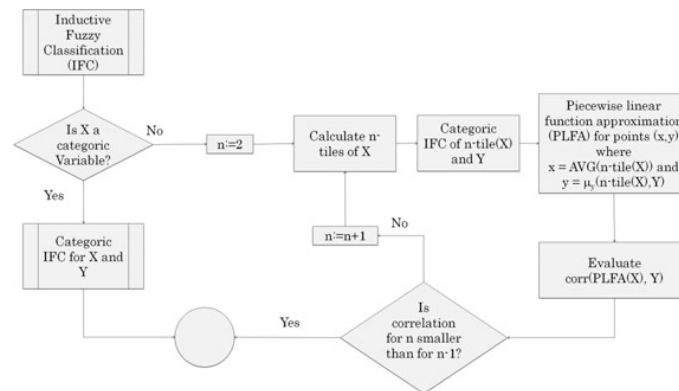 Inductive
Fuzzy
Classification
(IFC)
Is X a
categoric
Variable?
No
n:=2
Calculate n-
tiles of X
Categoric
IFC of n-tile(X)
and Y
Piecewise linear
function approximation
(PLFA) for points (x,y)
where
x = AVG(n-tile(X)) and
y = μy(n-tile(X),Y)
Yes
Categoric
IFC for X and
Y
n:=n+1
No
Evaluate
corr(PLFA(X), Y)
Is
correlation
for n smaller
than for n-1?
Yes